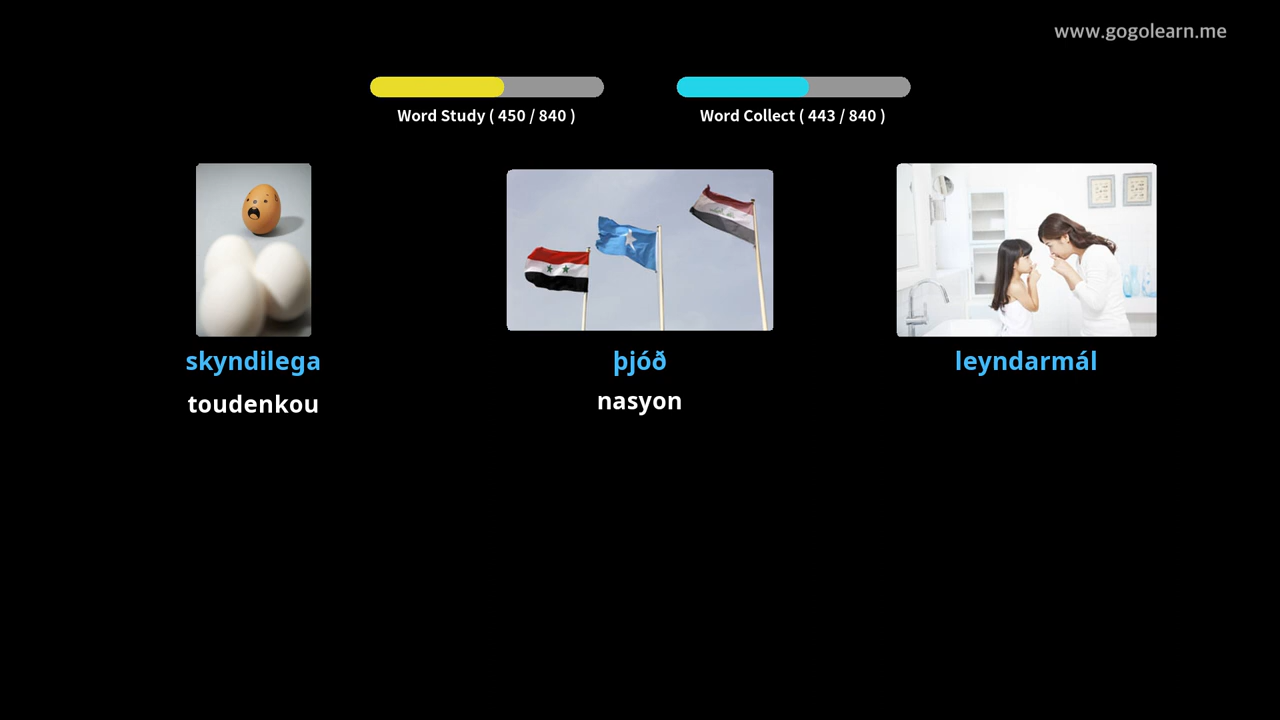 www.gogolearn.me
Word Study ( 450 / 840 )
Word Collect ( 443 / 840 )
skyndilega
þjóð
leyndarmál
toudenkou
nasyon